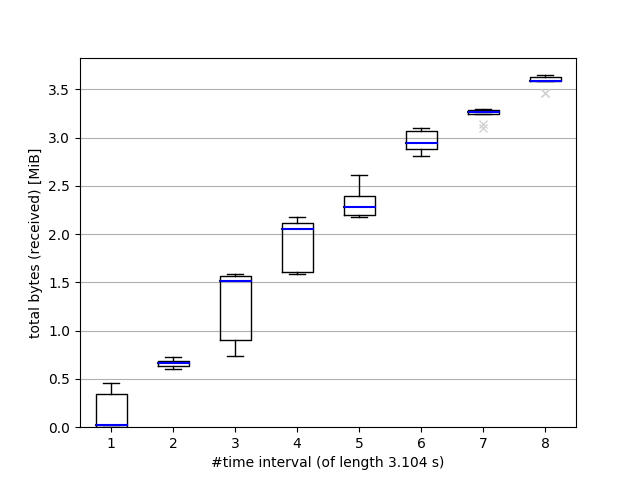 3.5
3.0
2.5
2.0
1.5
1.0
0.5
0.0
total bytes (received) [MiB]
1 2 3 4 5 6 7 8
#time interval (of length 3.104 s)